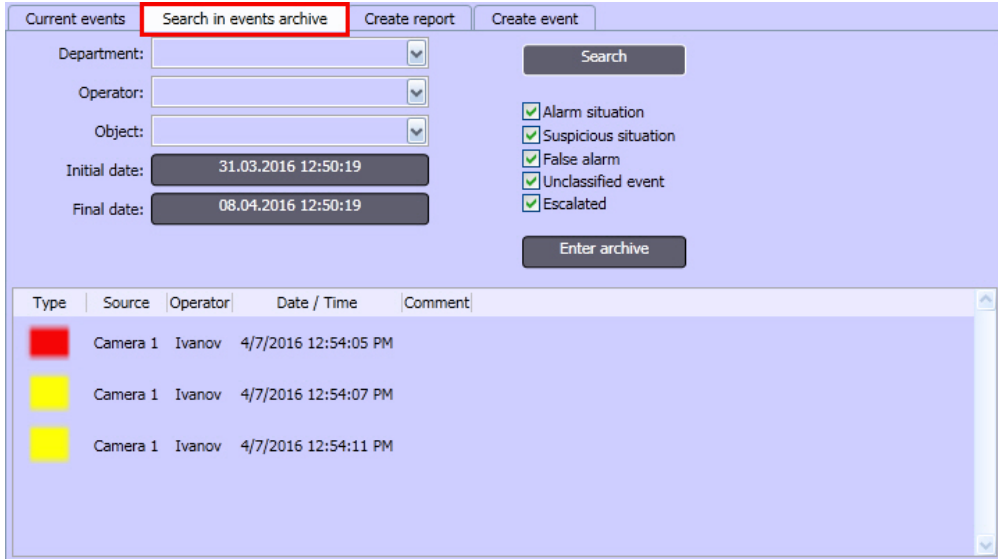 Current events Search in events archive Create report Create event
Department:
Search
Operator:
Alarm situation
Object:
Suspicious situation
False alarm
Initial date: 31.03.2016 12:50:19
Unclassified event
Final date: 08.04.2016 12:50:19
Escalated
Enter archive
Type Source Operator Date / Time Comment
Camera 1 Ivanov 4/7/2016 12:54:05 PM
Camera 1 Ivanov 4/7/2016 12:54:07 PM
Camera 1 Ivanov 4/7/2016 12:54:11 PM